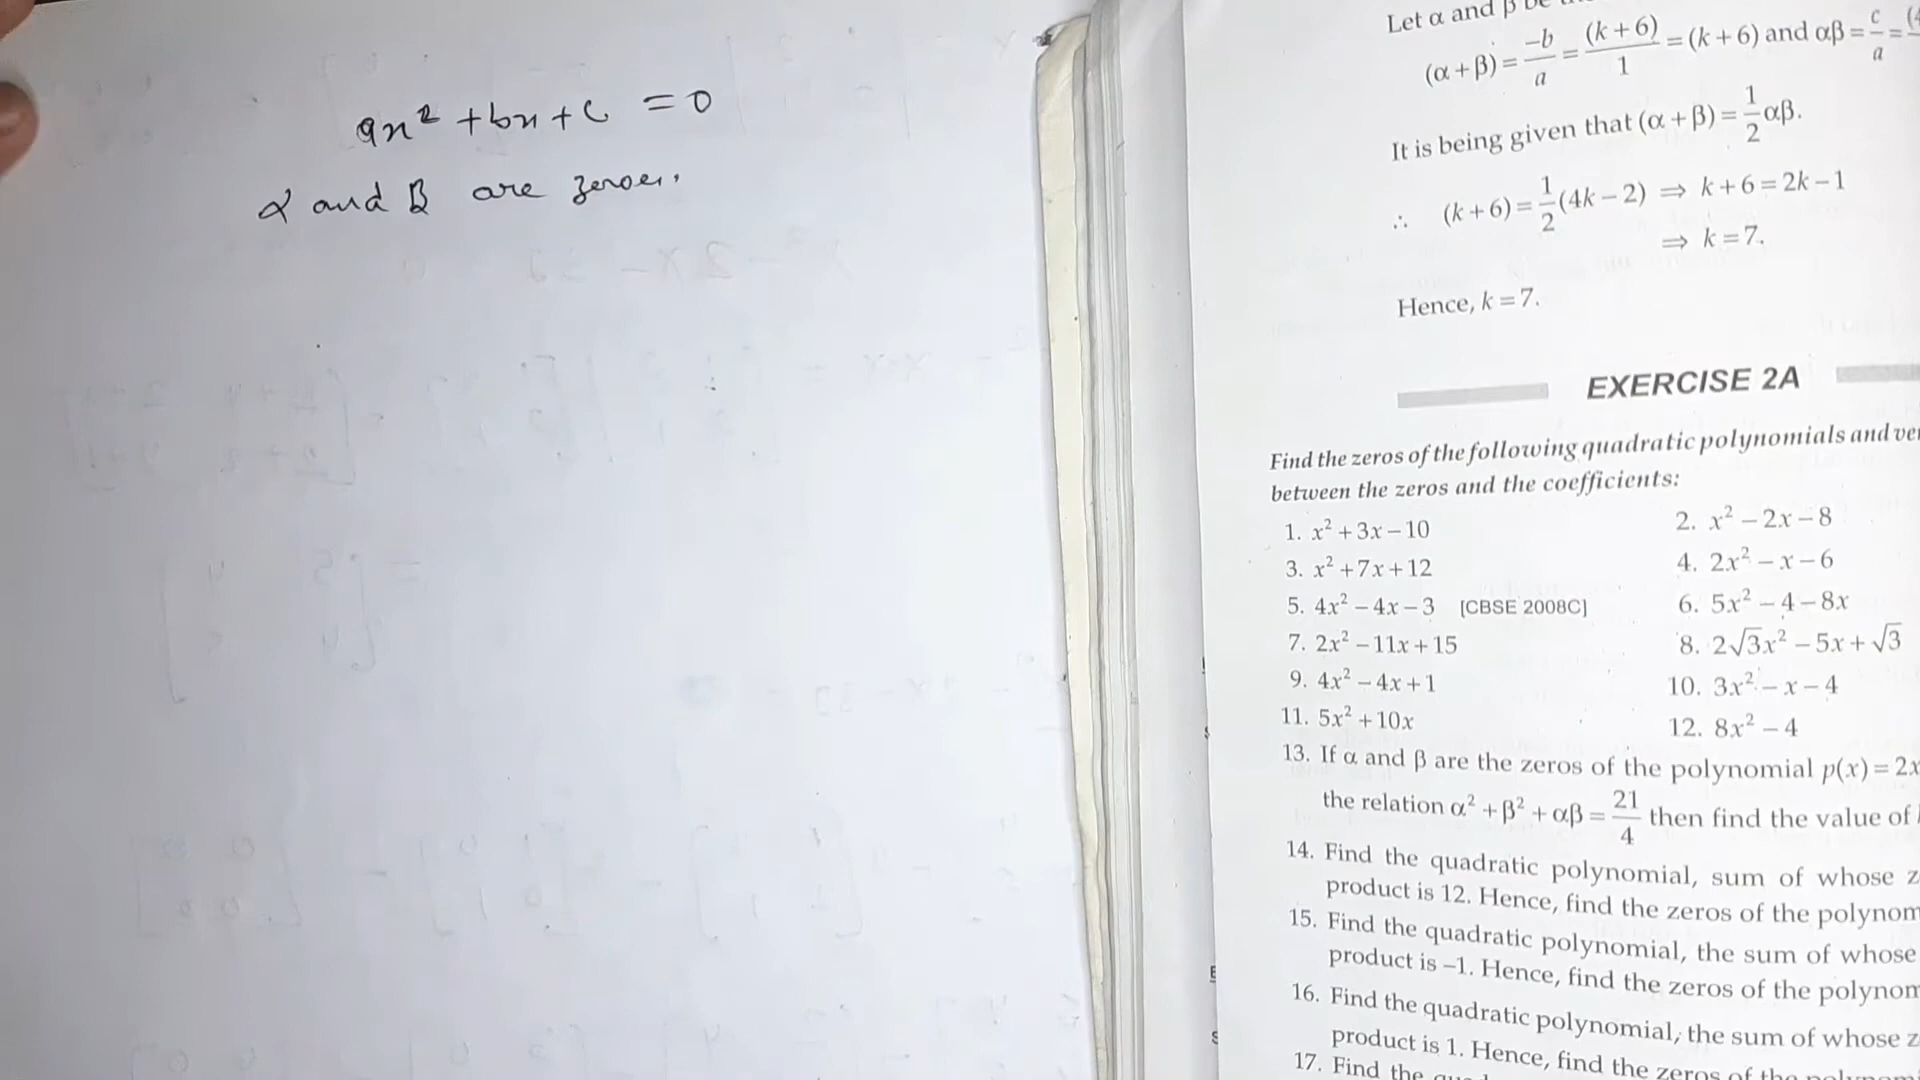 ax² + bx + c = 0
α and β are zeroes.
Let α and β be
(α + β) = −b/a = (k + 6)/1 = (k + 6) and αβ = c/a =
It is being given that (α + β) = 1/2 αβ.
∴ (k + 6) = 1/2 (4k − 2) ⇒ k + 6 = 2k − 1
⇒ k = 7.
Hence, k = 7.
EXERCISE 2A
Find the zeros of the following quadratic polynomials and
between the zeros and the coefficients:
1. x² + 3x − 10 2. x² − 2x − 8
3. x² + 7x + 12 4. 2x² − x − 6
5. 4x² − 4x − 3 [CBSE 2008C] 6. 5x² − 4 − 8x
7. 2x² − 11x + 15 8. 2√3x² − 5x + √3
9. 4x² − 4x + 1 10. 3x² − x − 4
11. 5x² + 10x 12. 8x² − 4
13. If α and β are the zeros of the polynomial p(x) = 2x
the relation α² + β² + αβ = 21/4 then find the value of
14. Find the quadratic polynomial, sum of whose
product is 12. Hence, find the zeros of the
15. Find the quadratic polynomial, the sum of whose
product is −1. Hence, find the zeros of the
16. Find the quadratic polynomial, the sum of whose
product is 1. Hence, find the zeros of the
17. Find the